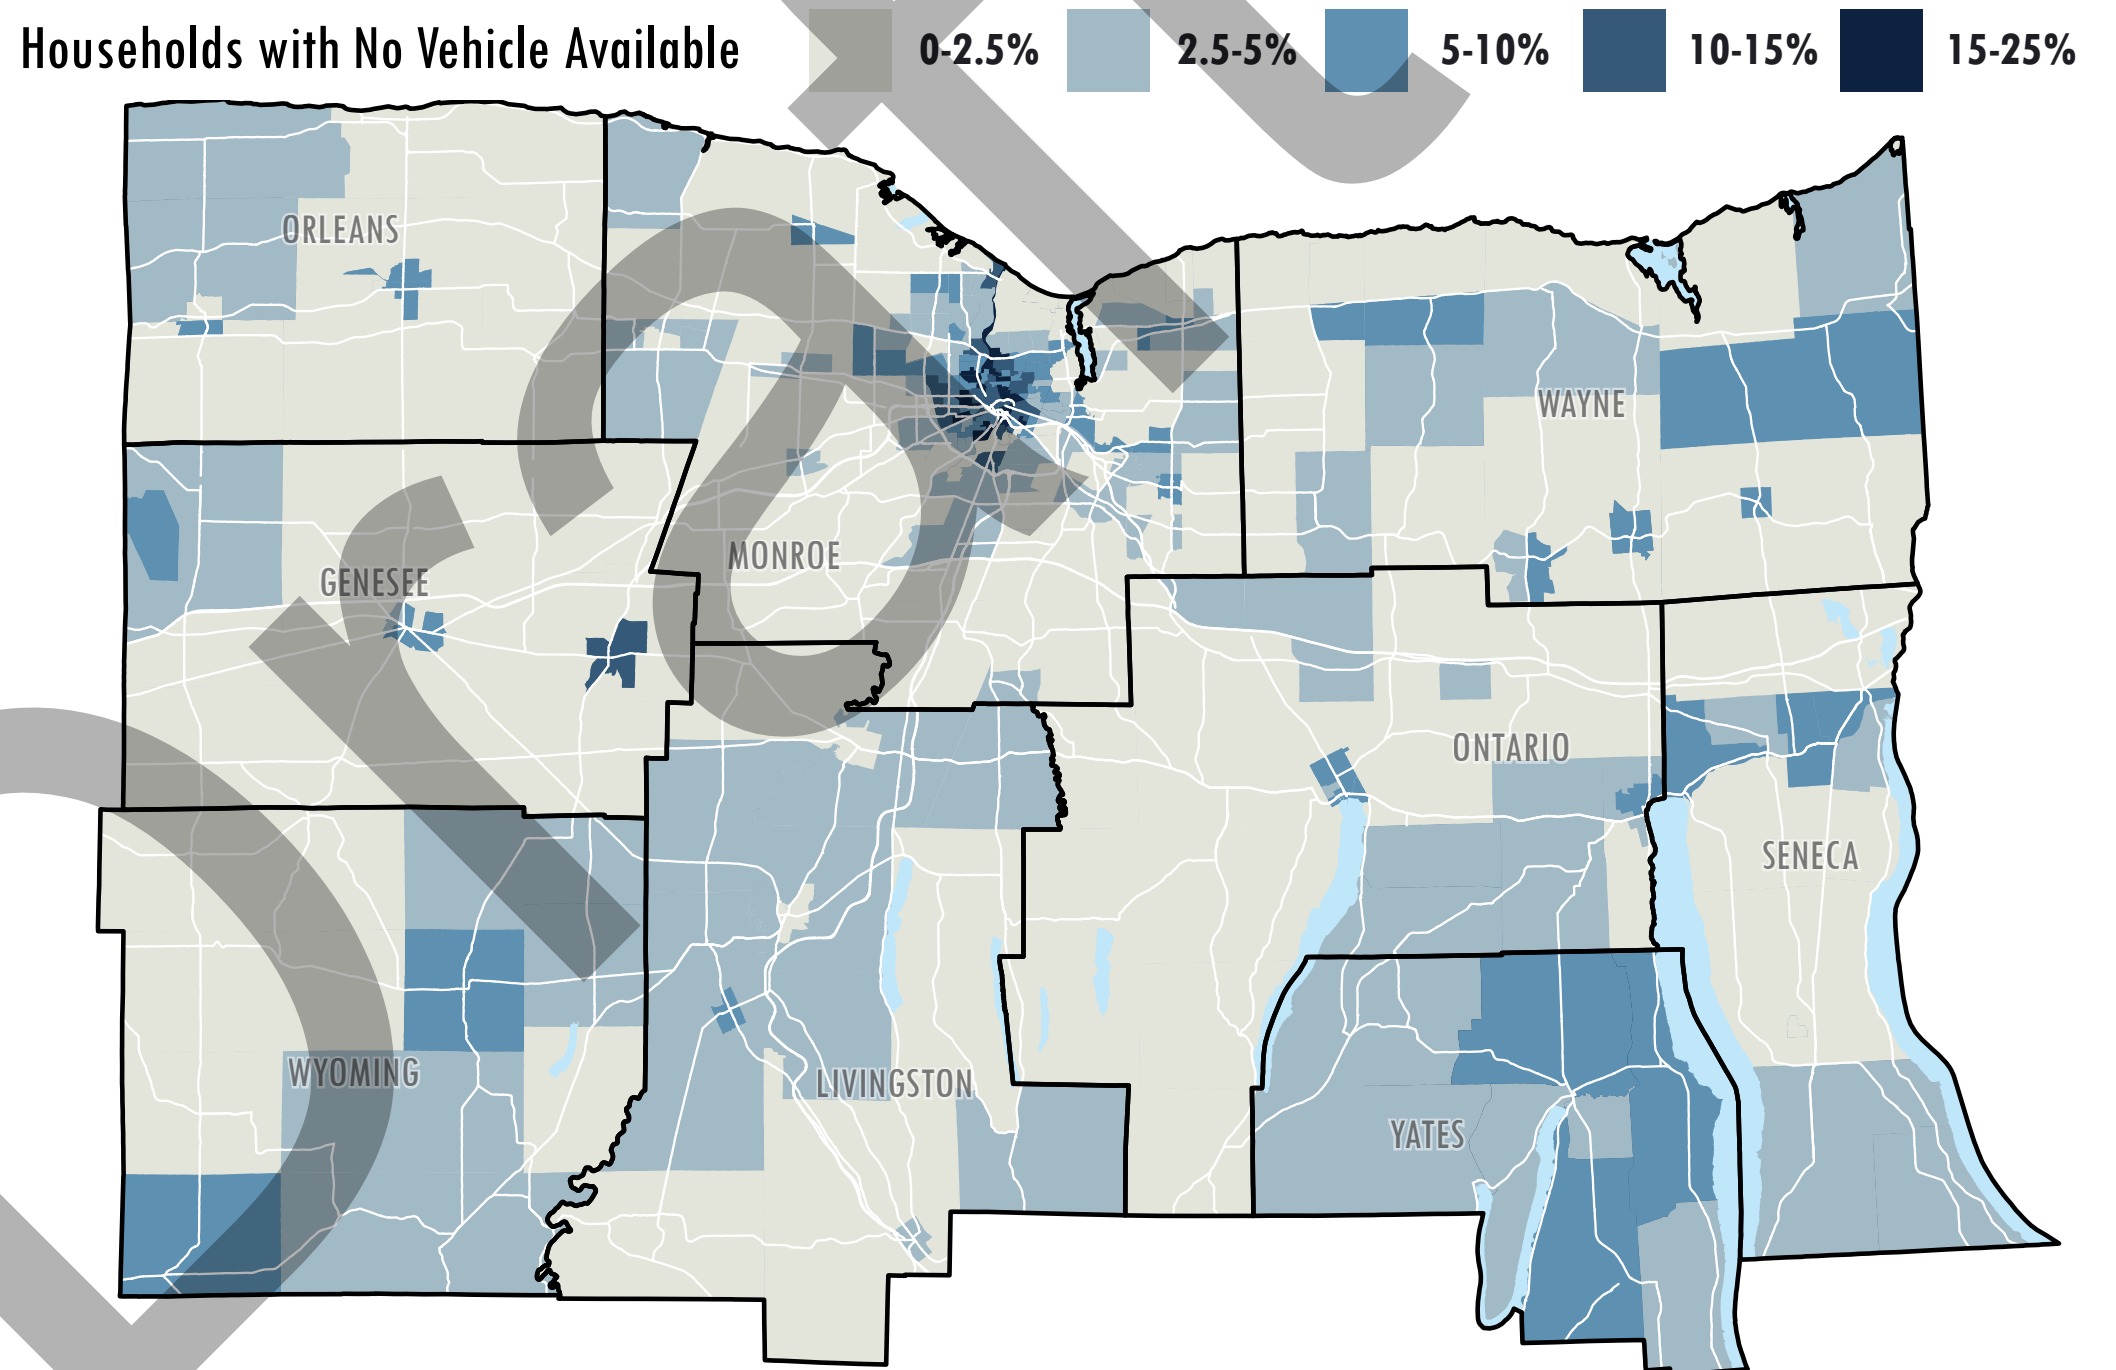 Households with No Vehicle Available 0-2.5% 2.5-5% 5-10% 10-15% 15-25%
ORLEANS
WAYNE
MONROE
GENESEE
ONTARIO
SENECA
WYOMING
LIVINGSTON
YATES
DRAFT